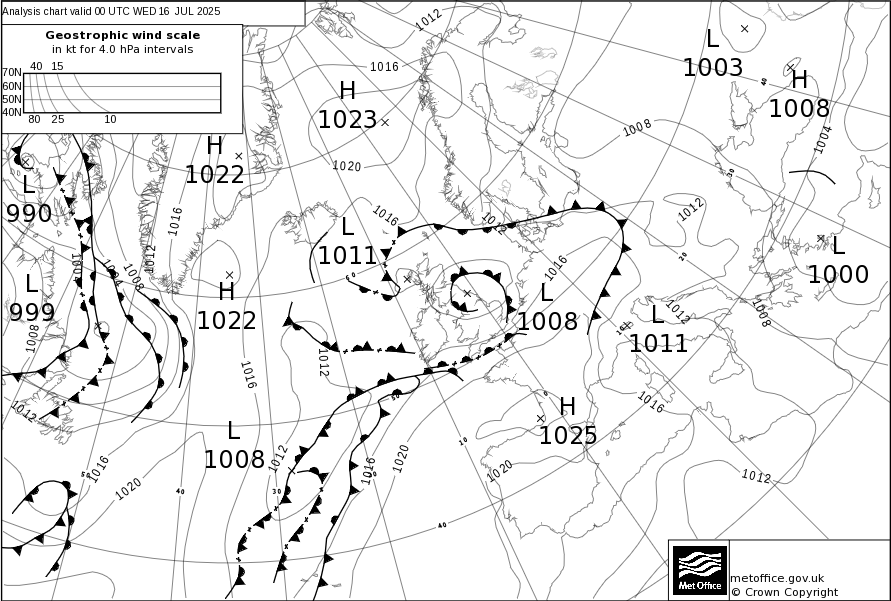 Analysis chart valid 00 UTC WED 16 JUL 2025
Geostrophic wind scale
in kt for 4.0 hPa intervals
40 15
70N
60N
50N
40N
80 25 10
1012
L
1003
H
1008
40
1016
H
1023
1008
1004
H
1022
1020
30
L
990
1016
1016
1012
1012
L
1011
L
1000
1012
1004
1004
1008
1016
20
60
L
999
H
1022
L
1008
L
1011
1012
1008
10
1008
1012
1016
0
1012
H
1025
1016
50
L
1008
1012
1016
1020
10
1016
1020
50
1020
40
30
40
1012
Met Office
metoffice.gov.uk
© Crown Copyright